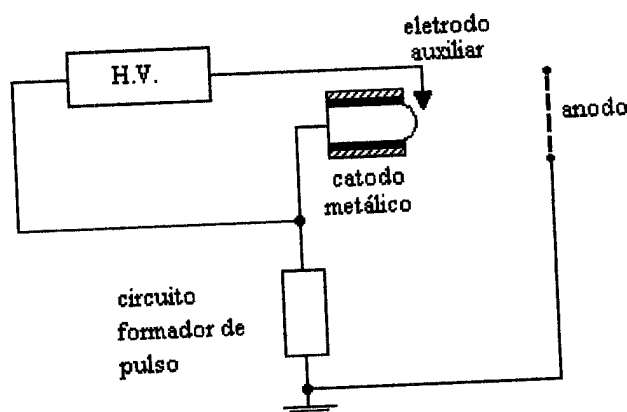 eletrodo
auxiliar
H.V.
anodo
catodo
metálico
circuito
formador de
pulso